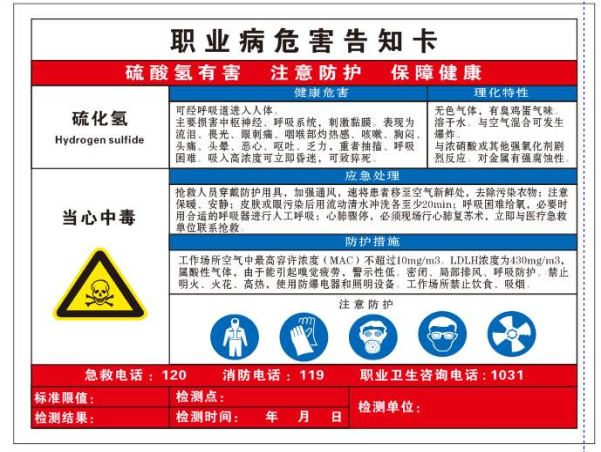 职业病危害告知卡
硫酸氢有害 注意防护 保障健康
硫化氢
Hydrogen sulfide
健康危害
可经呼吸道进入人体。
主要损害中枢神经、呼吸系统，刺激黏膜。表现为
流泪、畏光、眼刺痛、咽喉部灼热感、咳嗽、胸闷、
头痛、头晕、恶心、呕吐、乏力，重者抽搐、呼吸
困难。吸入高浓度可立即昏迷，可致猝死。
理化特性
无色气体，有臭鸡蛋气味。
溶于水。与空气混合可发生
爆炸。
与浓硝酸或其他强氧化剂剧
烈反应。对金属有强腐蚀性。
当心中毒
应急处理
抢救人员穿戴防护用具，加强通风，速将患者移至空气新鲜处，去除污染衣物；注意
保暖、安静；皮肤或眼污染后用流动清水冲洗各至少20min；呼吸困难给氧，必要时
用合适的呼吸器进行人工呼吸；心肺骤停，必须现场行心肺复苏术，立即与医疗急救
单位联系抢救。
防护措施
工作场所空气中最高容许浓度（MAC）不超过10mg/m3。LDLH浓度为430mg/m3，
属酸性气体，由于能引起嗅觉疲劳，警示性低。密闭、局部排风、呼吸防护。禁止
明火、火花、高热，使用防爆电器和照明设备。工作场所禁止饮食、吸烟。
注意防护
急救电话：120 消防电话：119 职业卫生咨询电话：1031
标准限值：
检测点：
检测单位：
检测结果：
检测时间： 年 月 日